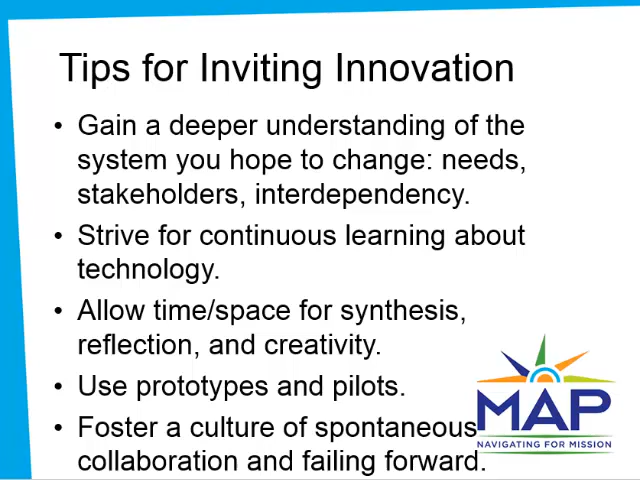 Tips for Inviting Innovation
• Gain a deeper understanding of the
system you hope to change: needs,
stakeholders, interdependency.
• Strive for continuous learning about
technology.
• Allow time/space for synthesis,
reflection, and creativity.
• Use prototypes and pilots.
• Foster a culture of spontaneous
collaboration and failing forward.
MAP
NAVIGATING FOR MISSION